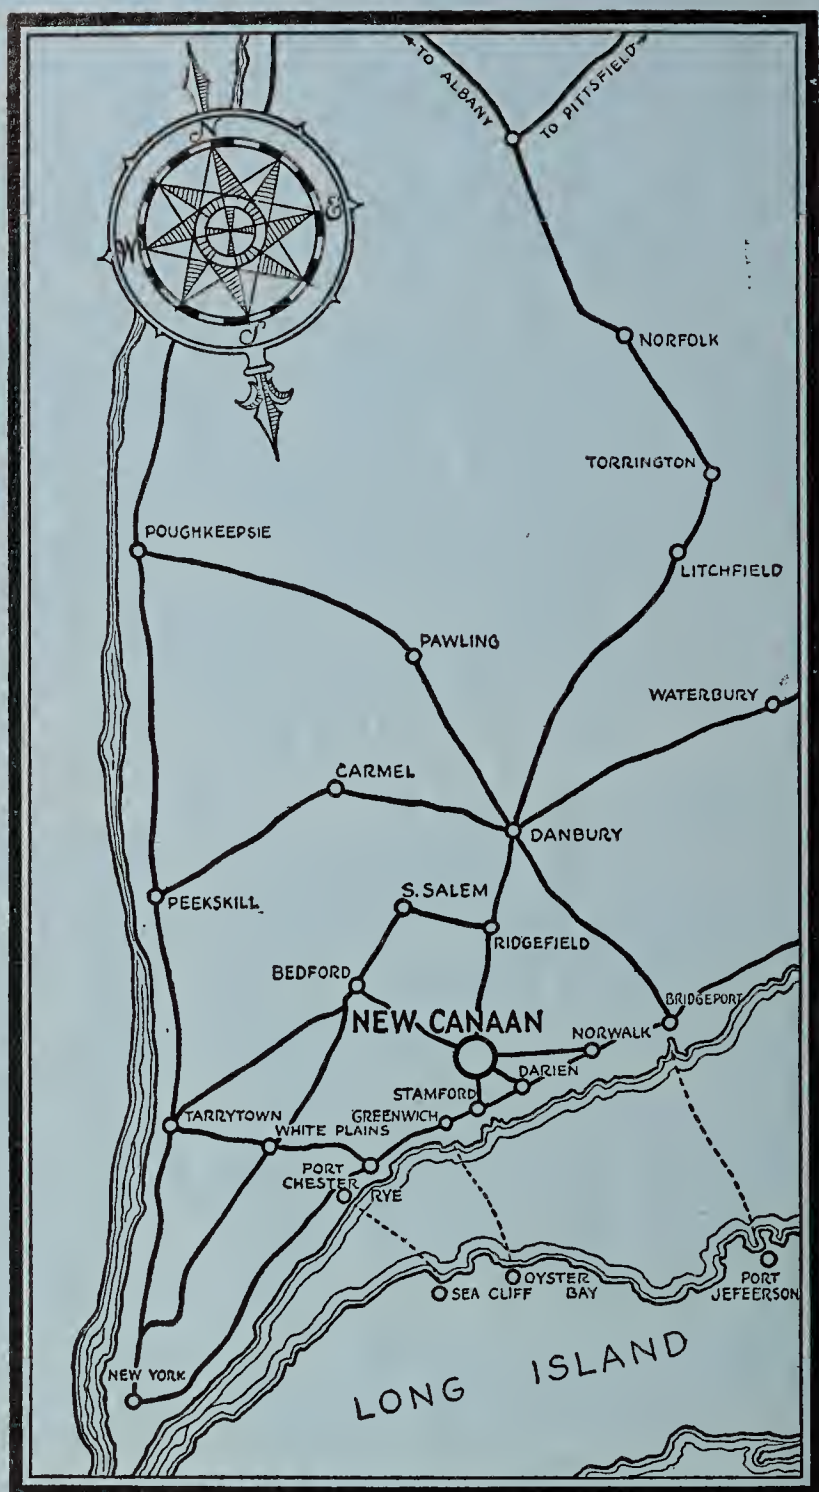 TO ALBANY
TO PITTSFIELD
N
E
W
S
NORFOLK
TORRINGTON
POUGHKEEPSIE
LITCHFIELD
PAWLING
WATERBURY
CARMEL
DANBURY
S. SALEM
PEEKSKILL
RIDGEFIELD
BEDFORD
BRIDGEPORT
NEW CANAAN
NORWALK
DARIEN
STAMFORD
GREENWICH
TARRYTOWN
WHITE PLAINS
PORT
CHESTER
RYE
OYSTER
BAY
SEA CLIFF
PORT
JEFEERSON
LONG ISLAND
NEW YORK